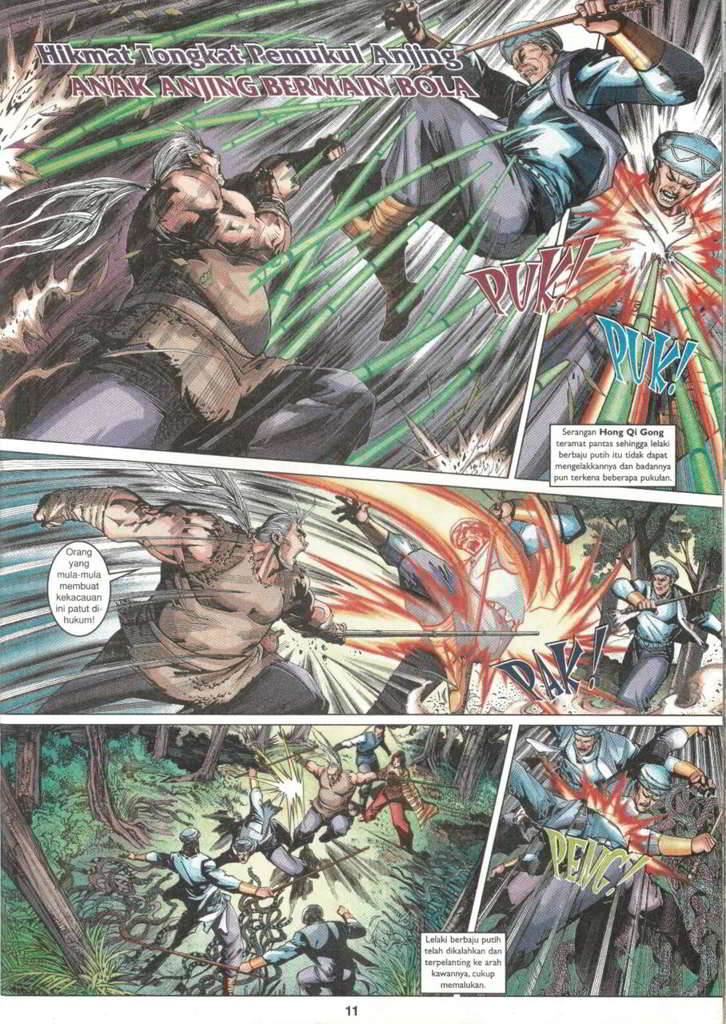 Hikmat Tongkat Pemukul Anjing
ANAK ANJING BERMAIN BOLA
PUK!
PUK!
Serangan Hong Qi Gong
teramat pantas sehingga lelaki
berbaju putih itu tidak dapat
mengelakkannya dan badannya
pun terkena beberapa pukulan.
Orang
yang
mula-mula
membuat
kekacauan
ini patut di-
hukum!
PAK!
PENG!
Lelaki berbaju putih
telah dikalahkan dan
terpelanting ke arah
kawannya, cukup
memalukan.
11